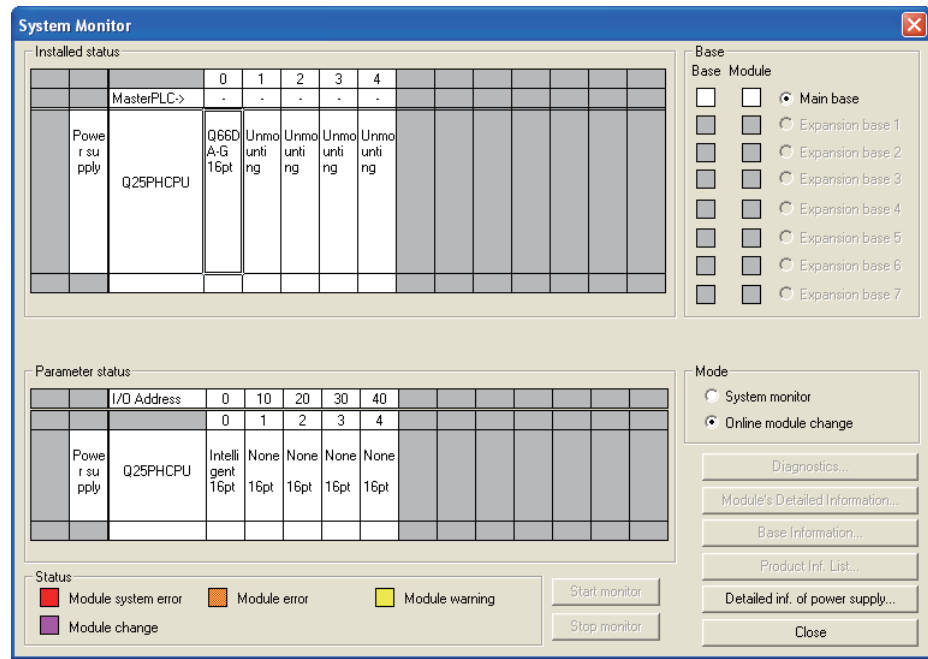 System Monitor
Installed status
0 1 2 3 4
MasterPLC-> - - - - -
Powe
r su
pply
Q25PHCPU
Q66D
A-G
16pt
Unmo
unti
ng
Unmo
unti
ng
Unmo
unti
ng
Unmo
unti
ng
Base
Base Module
Main base
Expansion base 1
Expansion base 2
Expansion base 3
Expansion base 4
Expansion base 5
Expansion base 6
Expansion base 7
Parameter status
I/O Address 0 10 20 30 40
0 1 2 3 4
Powe
r su
pply
Q25PHCPU
Intelli
gent
16pt
None
16pt
None
16pt
None
16pt
None
16pt
Mode
System monitor
Online module change
Diagnostics...
Module's Detailed Information...
Base Information...
Product Inf. List...
Detailed inf. of power supply...
Close
Status
Module system error
Module error
Module warning
Module change
Start monitor
Stop monitor